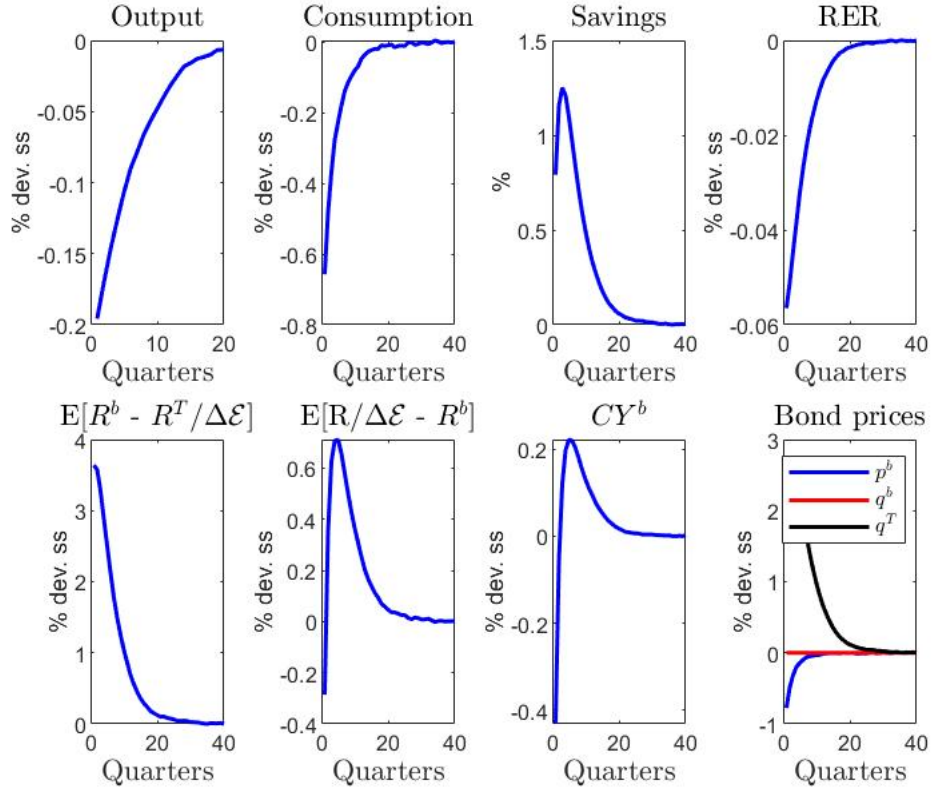 Output
% dev. ss
0
-0.05
-0.1
-0.15
-0.2
0 10 20
Quarters
Consumption
% dev. ss
0
-0.2
-0.4
-0.6
-0.8
0 20 40
Quarters
Savings
%
1.5
1
0.5
0
0 20 40
Quarters
RER
% dev. ss
0
-0.02
-0.04
-0.06
0 20 40
Quarters
E[R^b - R^T/Δℰ]
% dev. ss
4
3
2
1
0
0 20 40
Quarters
E[R/Δℰ - R^b]
% dev. ss
0.6
0.4
0.2
0
-0.2
-0.4
0 20 40
Quarters
CY^b
% dev. ss
0.2
0
-0.2
-0.4
0 20 40
Quarters
Bond prices
% dev. ss
3
2
1
0
-1
p^b
q^b
q^T
0 20 40
Quarters